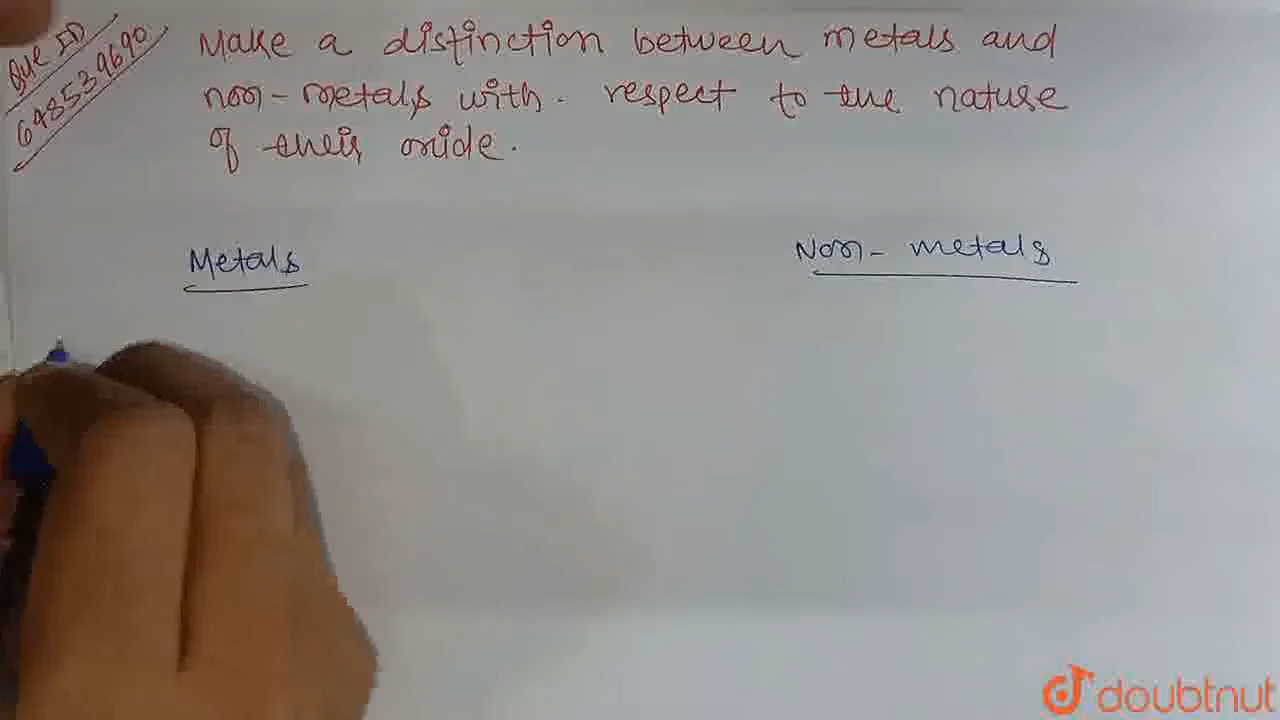 Que ID
648539690
Make a distinction between metals and
non-metals with. respect to the nature
of their oxide.
Metals
Non-metals
doubtnut